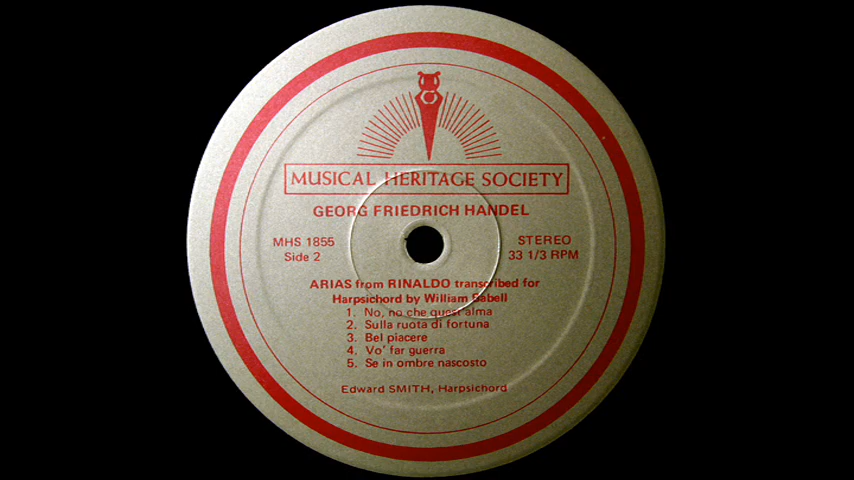 MUSICAL HERITAGE SOCIETY
GEORG FRIEDRICH HANDEL
MHS 1855
Side 2
STEREO
33 1/3 RPM
ARIAS from RINALDO transcribed for
Harpsichord by William Babell
1. No, no che quest alma
2. Sulla ruota di fortuna
3. Bel piacere
4. Vo' far guerra
5. Se in ombre nascosto
Edward SMITH, Harpsichord